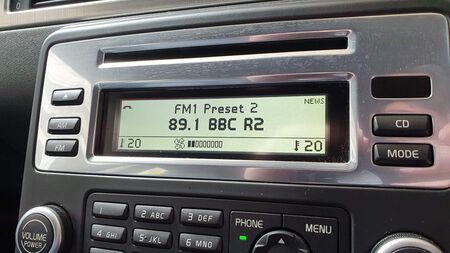 FM1 Preset 2
NEWS
89.1 BBC R2
20
20
AM
FM
CD
MODE
VOLUME
POWER
1
2 ABC
3 DEF
4 GHI
5 JKL
6 MNO
PHONE
MENU